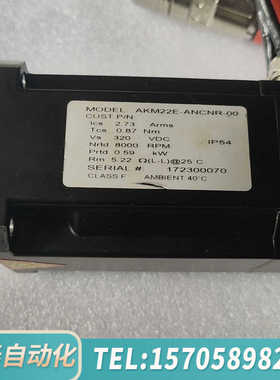 MODEL AKM22E-ANCNR-00
CUST P/N
Ics 2.73 Arms
Tcs 0.87 Nm
Vs 320 VDC
Nrtd 8000 RPM IP54
Prtd 0.59 kW
Rm 5.22 Ω(L-L)@25°C
SERIAL # 172300070
CLASS F AMBIENT 40°C
自动化
TEL:157058982